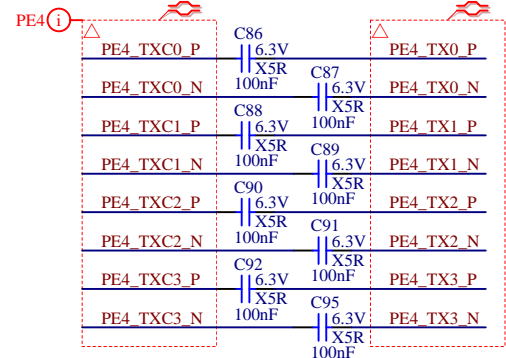 PE4 i
C86
PE4_TXC0_P 6.3V PE4_TX0_P
X5R
100nF
C87
PE4_TXC0_N 6.3V PE4_TX0_N
X5R
100nF
C88
PE4_TXC1_P 6.3V PE4_TX1_P
X5R
100nF
C89
PE4_TXC1_N 6.3V PE4_TX1_N
X5R
100nF
C90
PE4_TXC2_P 6.3V PE4_TX2_P
X5R
100nF
C91
PE4_TXC2_N 6.3V PE4_TX2_N
X5R
100nF
C92
PE4_TXC3_P 6.3V PE4_TX3_P
X5R
100nF
C95
PE4_TXC3_N 6.3V PE4_TX3_N
X5R
100nF